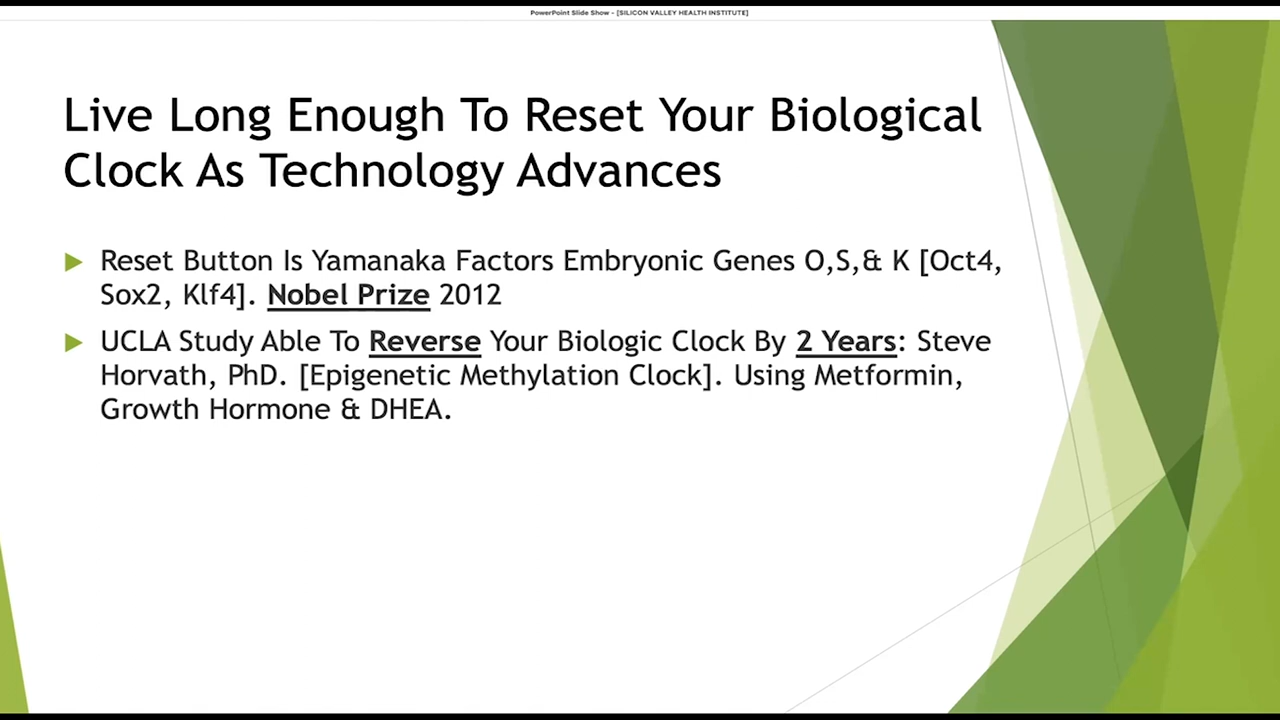 PowerPoint Slide Show - [SILICON VALLEY HEALTH INSTITUTE]
Live Long Enough To Reset Your Biological
Clock As Technology Advances
Reset Button Is Yamanaka Factors Embryonic Genes O,S,& K [Oct4,
Sox2, Klf4]. Nobel Prize 2012
UCLA Study Able To Reverse Your Biologic Clock By 2 Years: Steve
Horvath, PhD. [Epigenetic Methylation Clock]. Using Metformin,
Growth Hormone & DHEA.